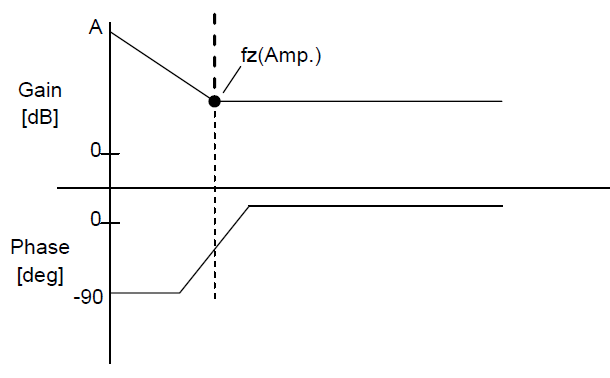 A
fz(Amp.)
Gain
[dB]
0
0
Phase
[deg]
-90